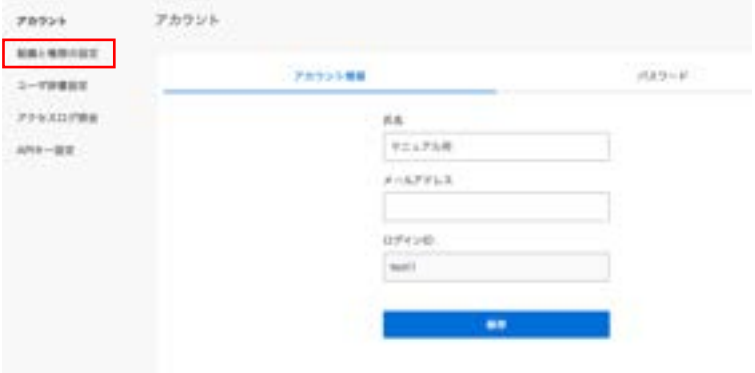 アカウント
アカウント
組織と権限の設定
アカウント情報
パスワード
ユーザ辞書設定
アクセスログ照会
氏名
マニュアル用
APIキー設定
メールアドレス
ログインID
test11
保存